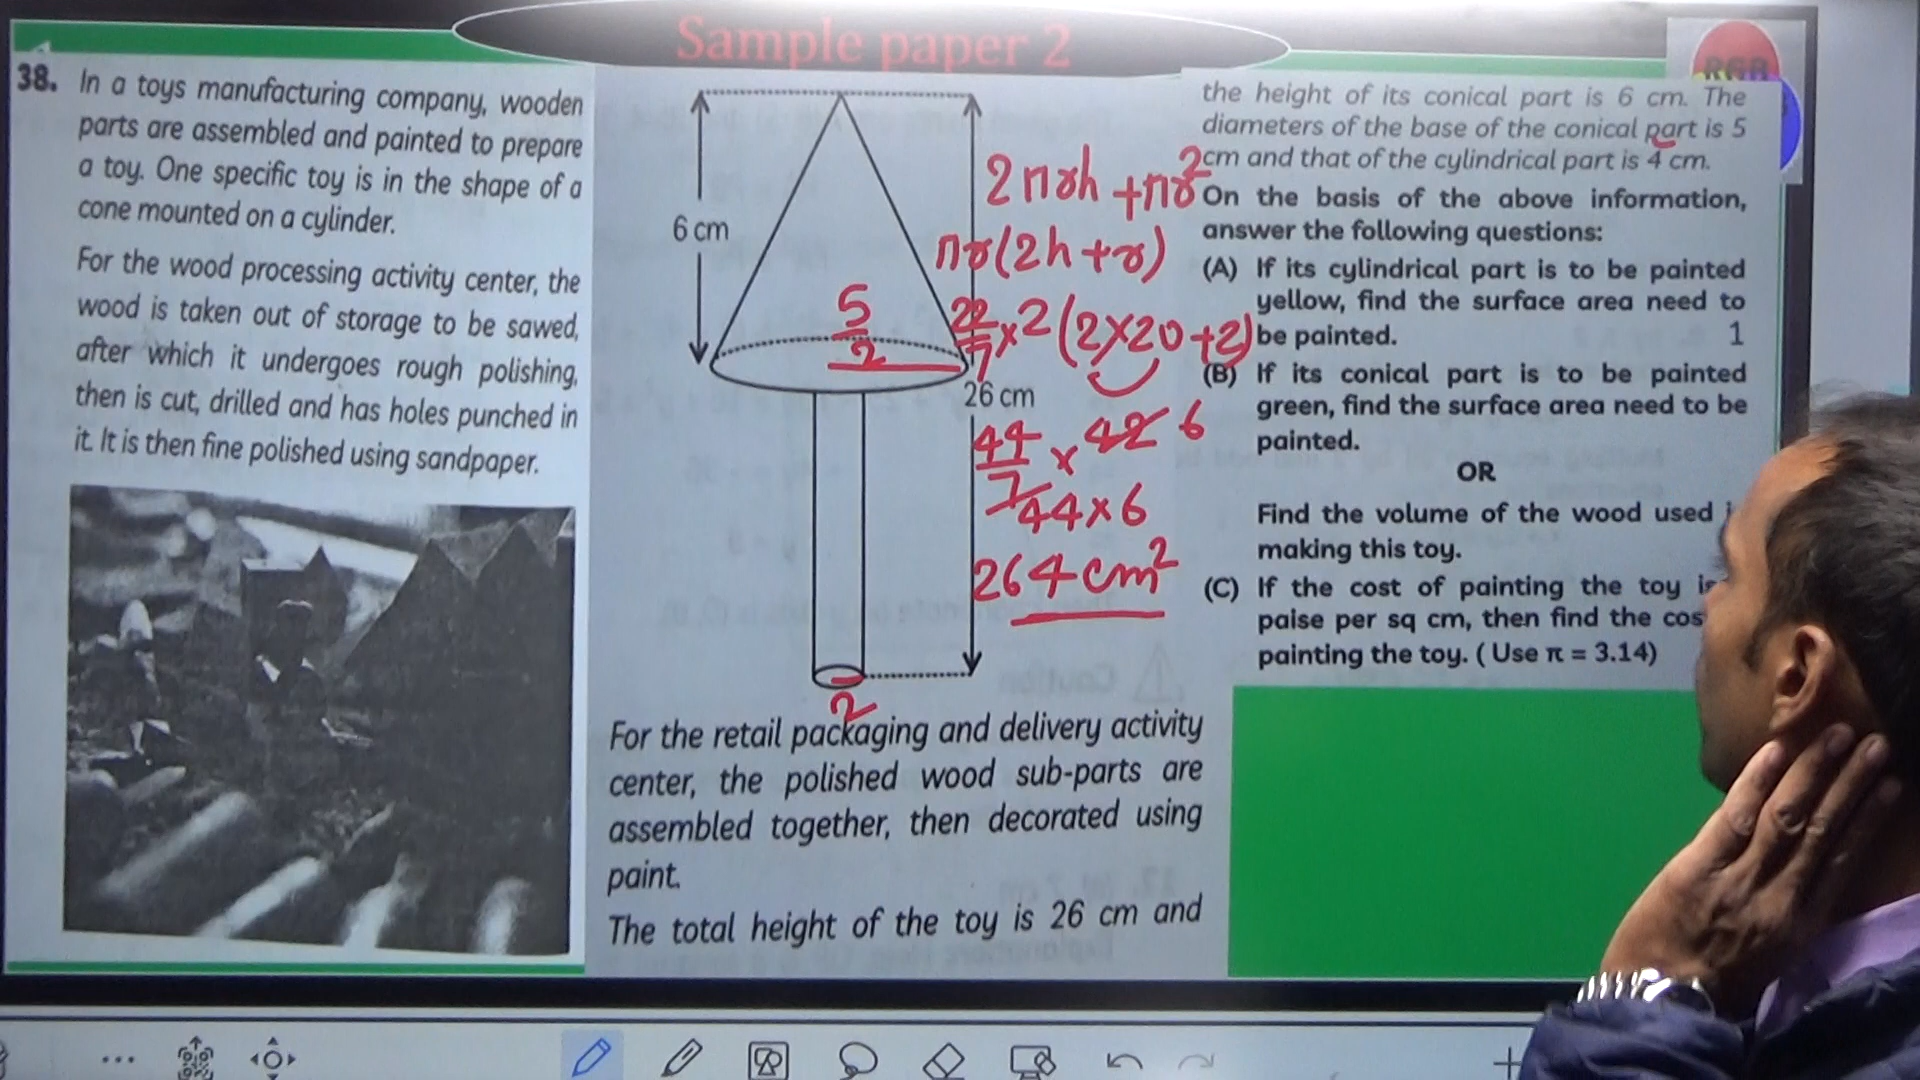 Sample paper 2
38. In a toys manufacturing company, wooden
parts are assembled and painted to prepare
a toy. One specific toy is in the shape of a
cone mounted on a cylinder.
For the wood processing activity center, the
wood is taken out of storage to be sawed,
after which it undergoes rough polishing,
then is cut, drilled and has holes punched in
it. It is then fine polished using sandpaper.
6 cm
26 cm
5
2
2
2πrh + πr²
πr(2h+r)
22/7 × 2 (2×20+2)
44/7 × 42 6
44×6
264 cm²
For the retail packaging and delivery activity
center, the polished wood sub-parts are
assembled together, then decorated using
paint.
The total height of the toy is 26 cm and
the height of its conical part is 6 cm. The
diameters of the base of the conical part is 5
cm and that of the cylindrical part is 4 cm.
On the basis of the above information,
answer the following questions:
(A) If its cylindrical part is to be painted
yellow, find the surface area need to
be painted. 1
(B) If its conical part is to be painted
green, find the surface area need to be
painted.
OR
Find the volume of the wood used
making this toy.
(C) If the cost of painting the toy is
paise per sq cm, then find the
painting the toy. ( Use π = 3.14)